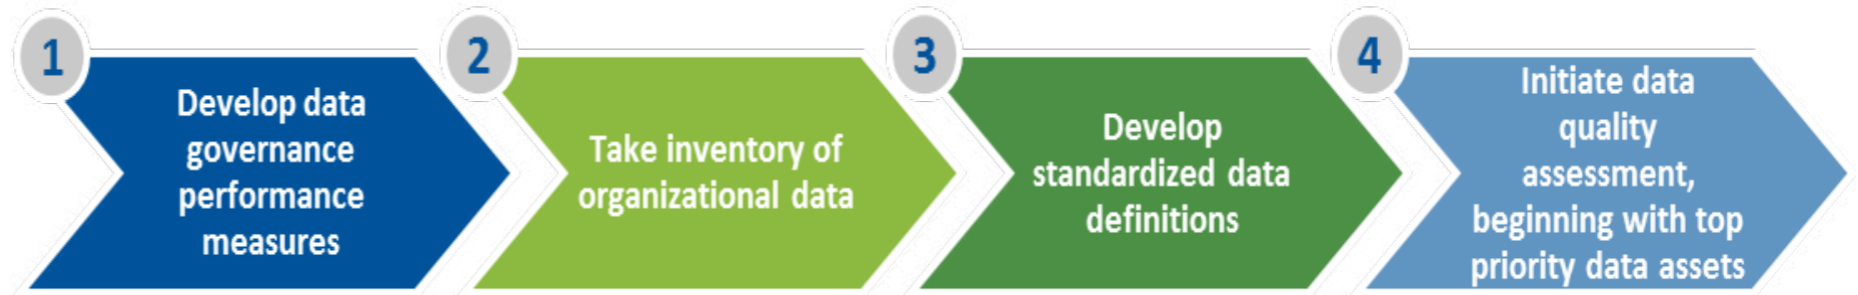 1
Develop data
governance
performance
measures
2
Take inventory of
organizational data
3
Develop
standardized data
definitions
4
Initiate data
quality
assessment,
beginning with top
priority data assets